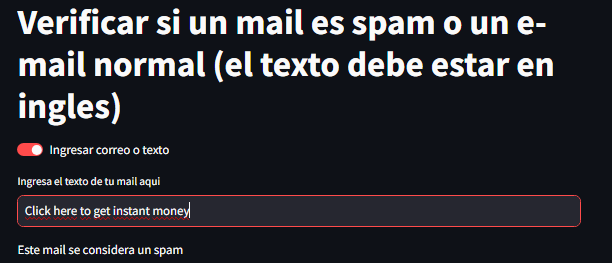 Verificar si un mail es spam o un e-
mail normal (el texto debe estar en
ingles)
Ingresar correo o texto
Ingresa el texto de tu mail aqui
Click here to get instant money
Este mail se considera un spam